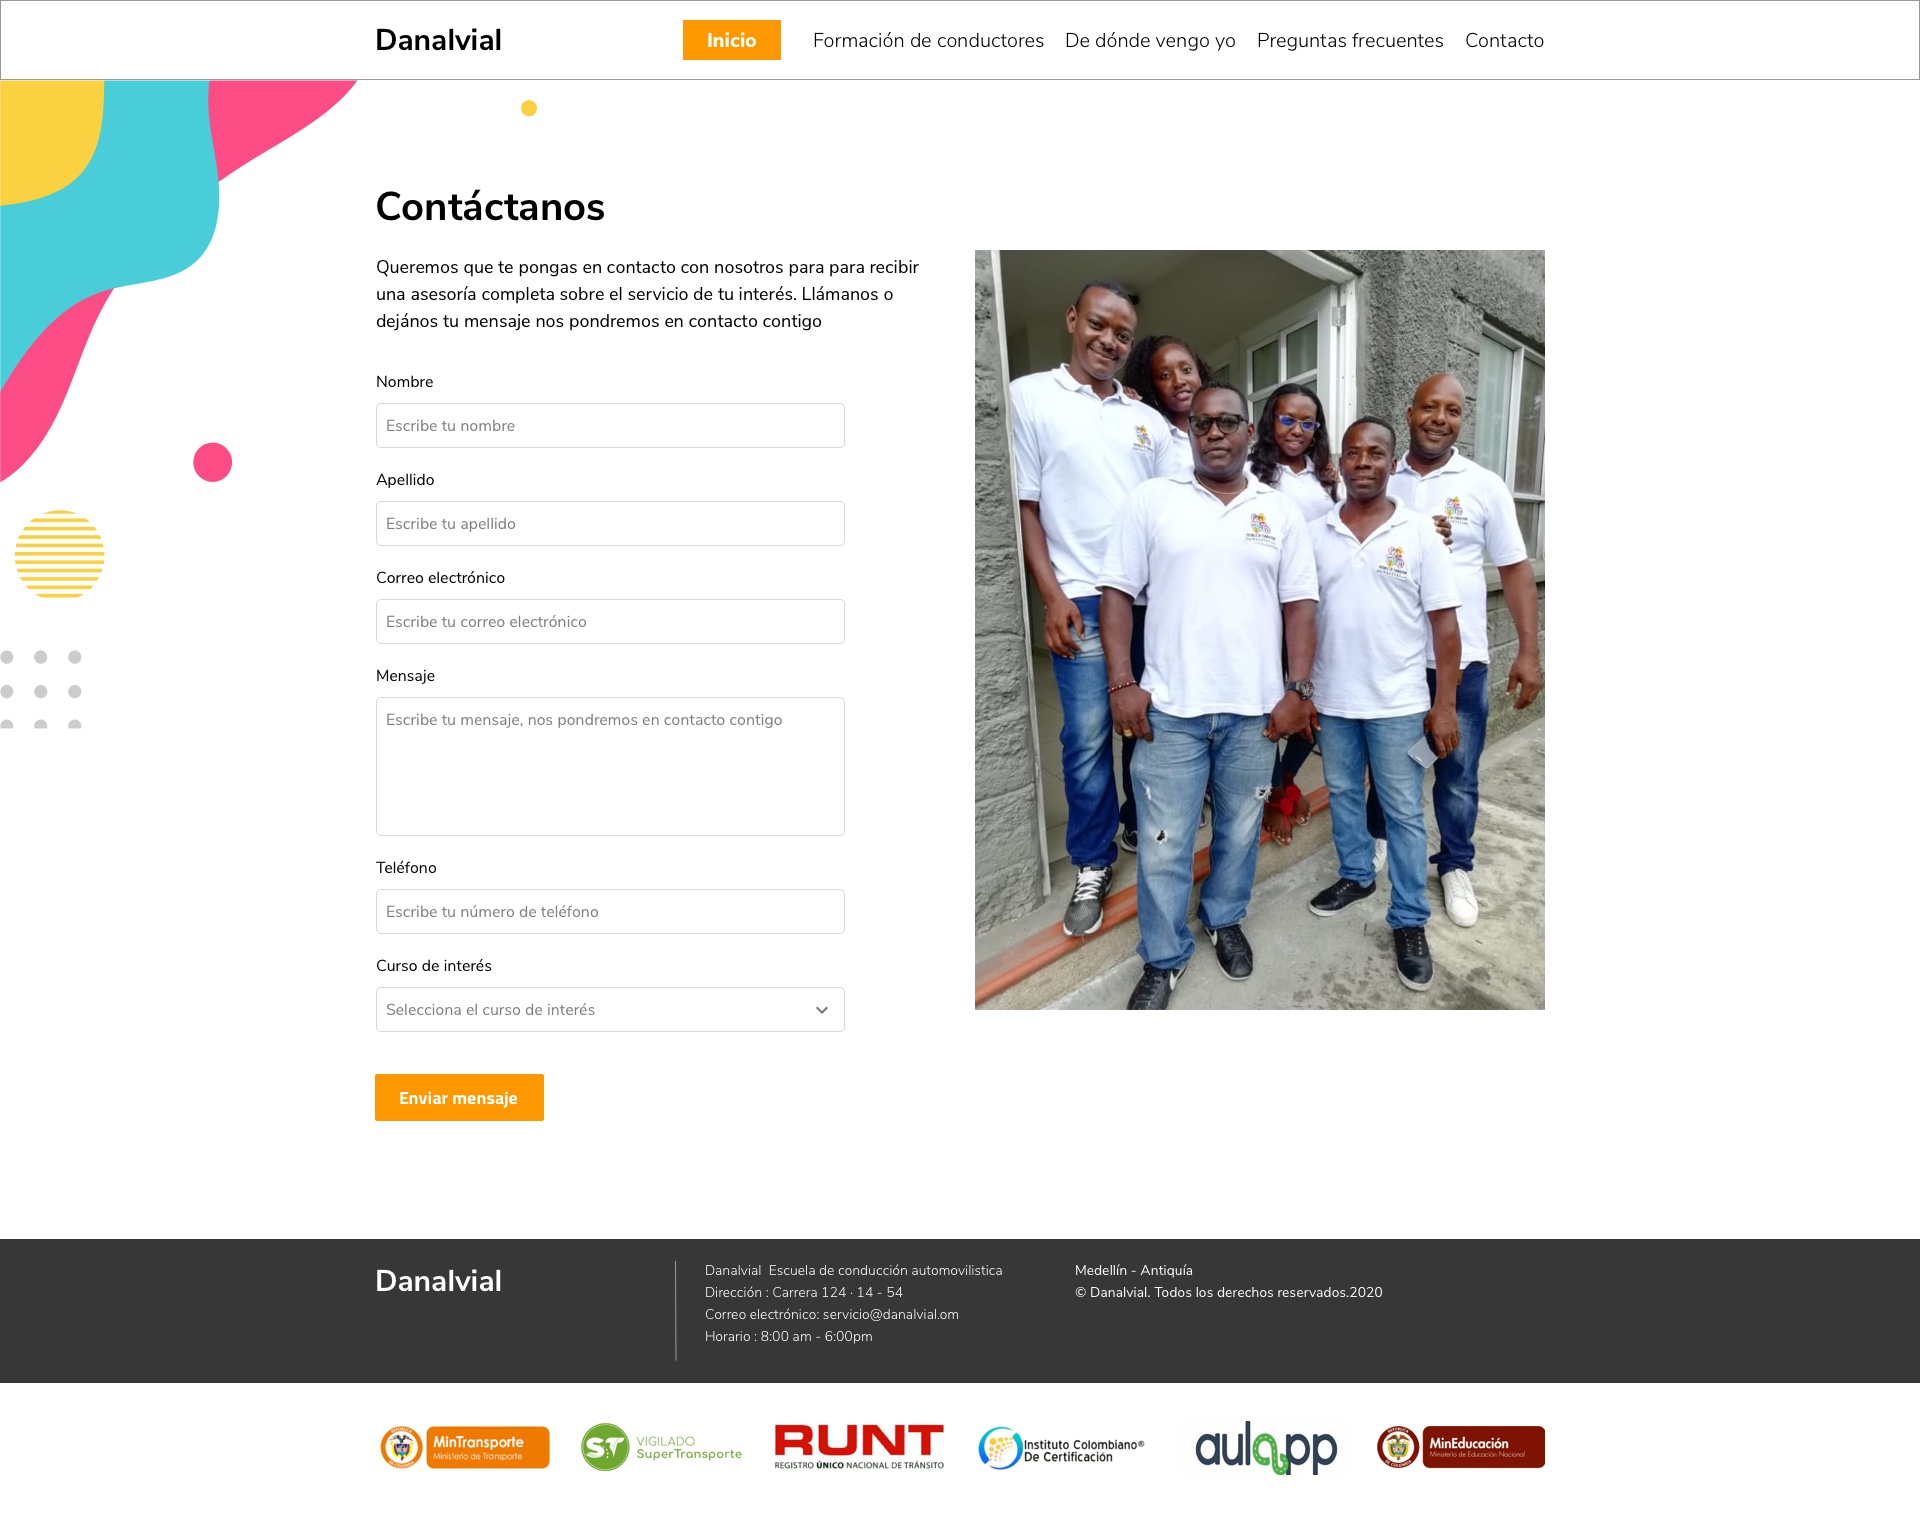 Danalvial
Inicio
Formación de conductores
De dónde vengo yo
Preguntas frecuentes
Contacto
Contáctanos
Queremos que te pongas en contacto con nosotros para para recibir
una asesoría completa sobre el servicio de tu interés. Llámanos o
dejános tu mensaje nos pondremos en contacto contigo
Nombre
Escribe tu nombre
Apellido
Escribe tu apellido
Correo electrónico
Escribe tu correo electrónico
Mensaje
Escribe tu mensaje, nos pondremos en contacto contigo
Teléfono
Escribe tu número de teléfono
Curso de interés
Selecciona el curso de interés
Enviar mensaje
Danalvial
Danalvial Escuela de conducción automovilistica
Dirección : Carrera 124 · 14 - 54
Correo electrónico: servicio@danalvial.om
Horario : 8:00 am - 6:00pm
Medellín - Antiquía
© Danalvial. Todos los derechos reservados.2020
MinTransporte
Ministerio de Transporte
ST
VIGILADO
SuperTransporte
RUNT
REGISTRO ÚNICO NACIONAL DE TRÁNSITO
Instituto Colombiano®
De Certificación
aulapp
MinEducación
Ministerio de Educación Nacional